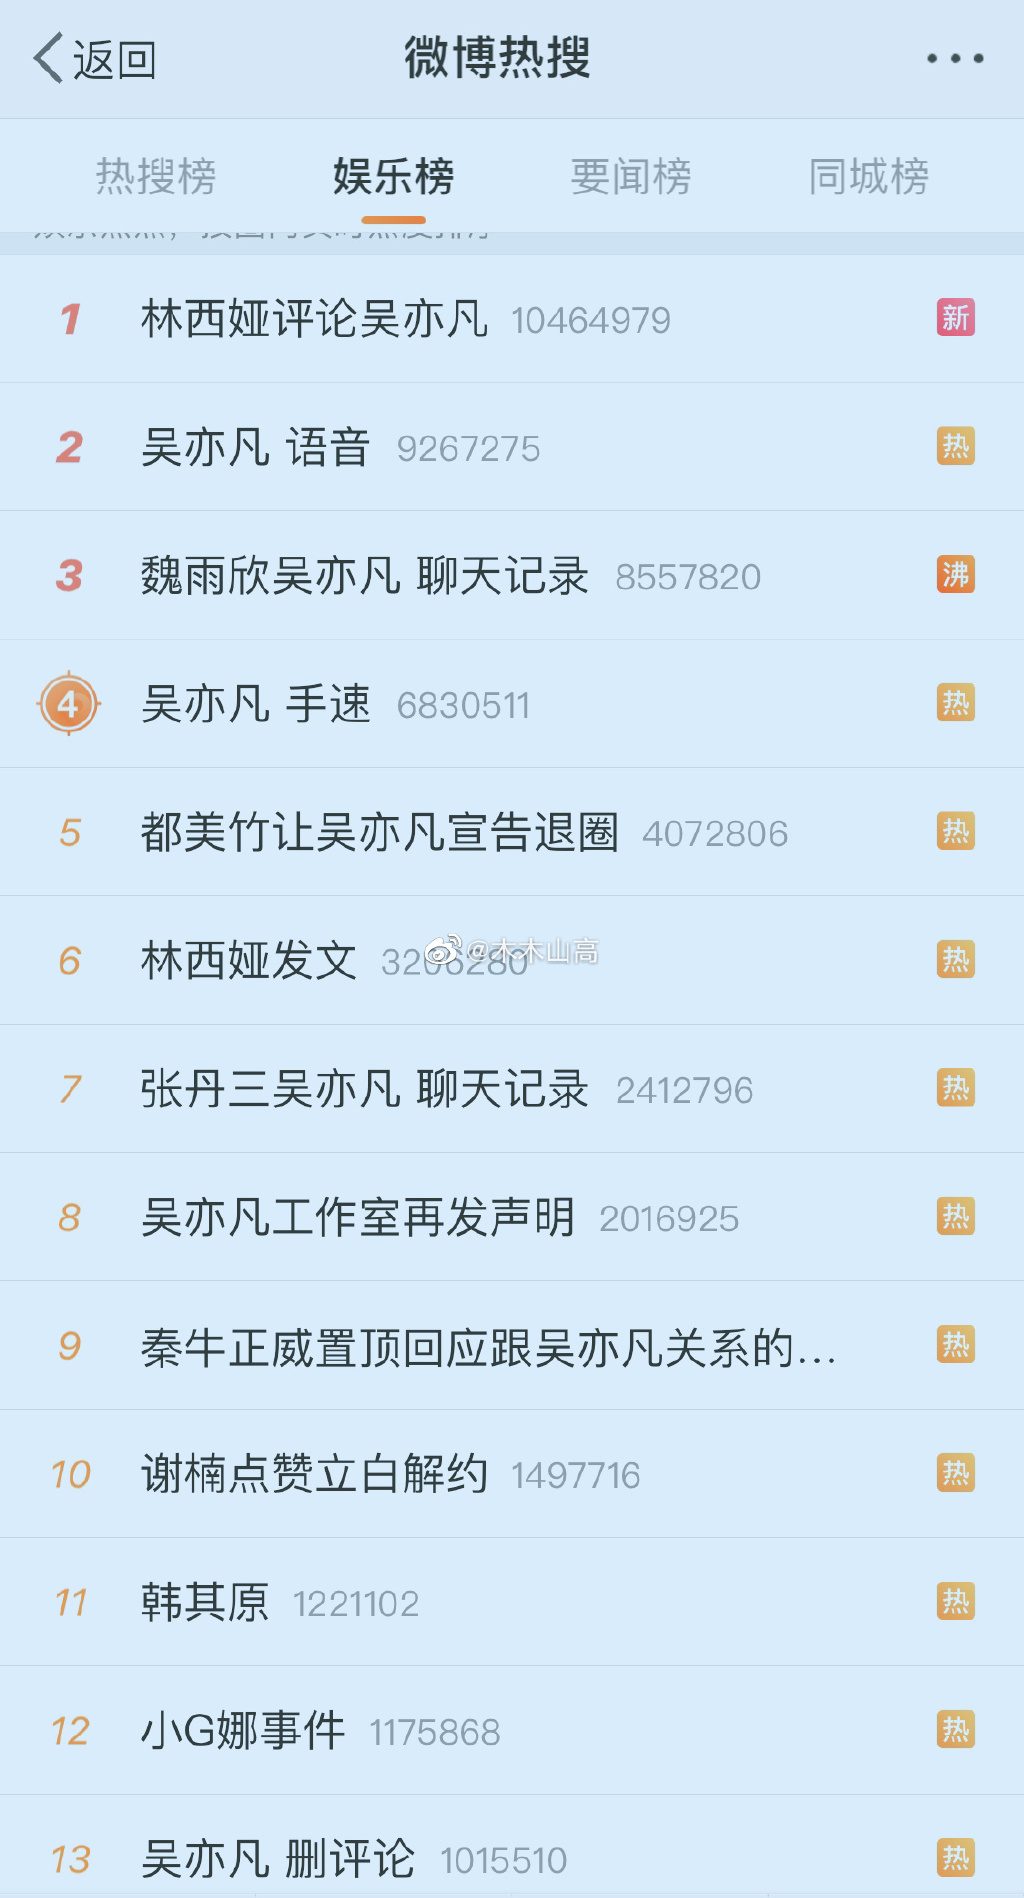 返回
微博热搜
热搜榜 娱乐榜 要闻榜 同城榜
1 林西娅评论吴亦凡 10464979 新
2 吴亦凡 语音 9267275 热
3 魏雨欣吴亦凡 聊天记录 8557820 沸
4 吴亦凡 手速 6830511 热
5 都美竹让吴亦凡宣告退圈 4072806 热
6 林西娅发文 3206280 热
@木木山高
7 张丹三吴亦凡 聊天记录 2412796 热
8 吴亦凡工作室再发声明 2016925 热
9 秦牛正威置顶回应跟吴亦凡关系的... 热
10 谢楠点赞立白解约 1497716 热
11 韩其原 1221102 热
12 小G娜事件 1175868 热
13 吴亦凡 删评论 1015510 热